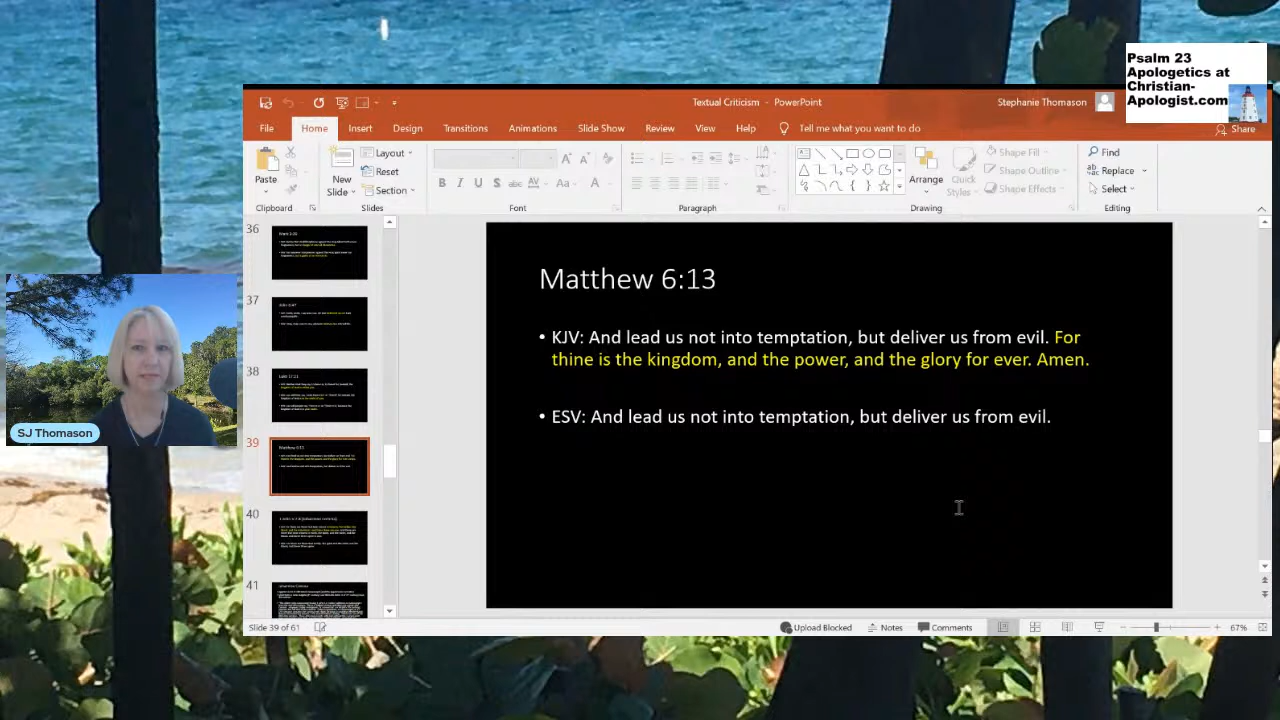 Psalm 23
Apologetics at
Christian-
Apologist.com
Textual Criticism - PowerPoint
Stephanie Thomason
File Home Insert Design Transitions Animations Slide Show Review View Help Tell me what you want to do Share
Paste
New
Slide
Layout
Reset
Section
Arrange
Quick
Styles
Shape Fill
Shape Outline
Shape Effects
Find
Replace
Select
Clipboard Slides Font Paragraph Drawing Editing
36
37
38
39
40
41
Matthew 6:13
• KJV: And lead us not into temptation, but deliver us from evil. For
thine is the kingdom, and the power, and the glory for ever. Amen.
• ESV: And lead us not into temptation, but deliver us from evil.
SJ Thomason
Slide 39 of 61 Upload Blocked Notes Comments 67%